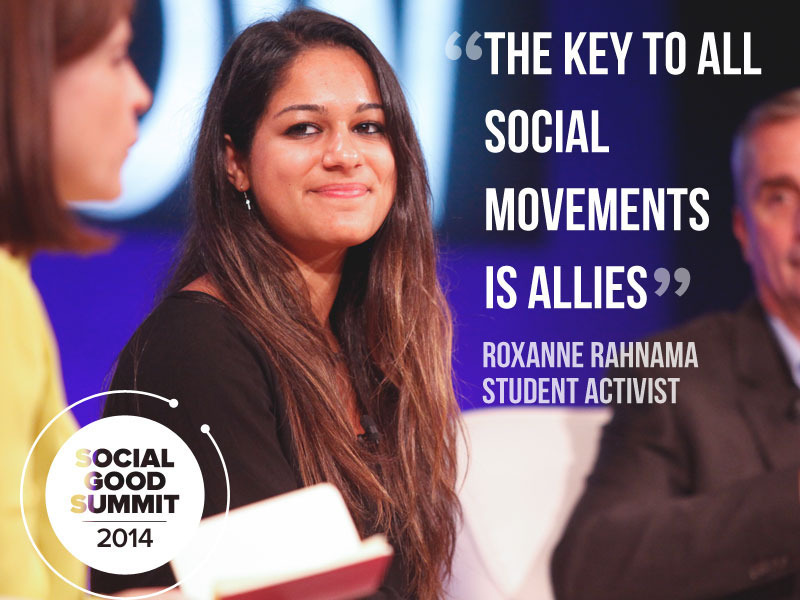 “THE KEY TO ALL
SOCIAL
MOVEMENTS
IS ALLIES”
ROXANNE RAHNAMA
STUDENT ACTIVIST
SOCIAL
GOOD
SUMMIT
2014